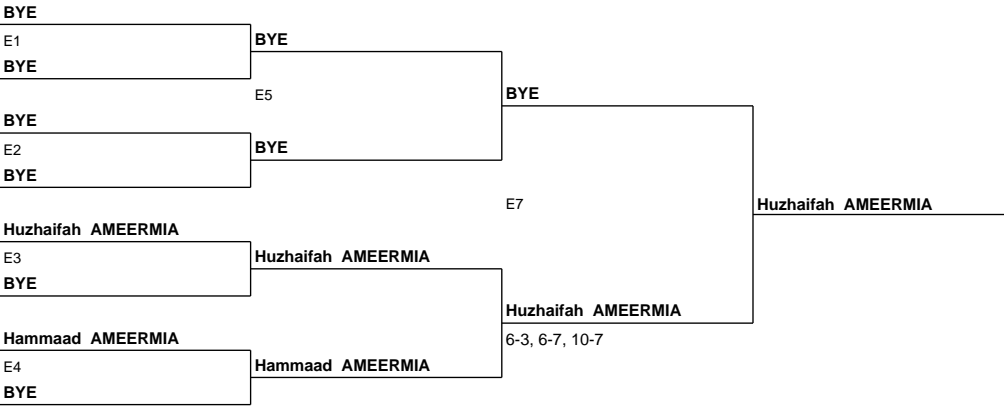 BYE
E1
BYE
BYE
E5
BYE
BYE
E2
BYE
BYE
E7
Huzhaifah AMEERMIA
Huzhaifah AMEERMIA
E3
Huzhaifah AMEERMIA
BYE
Huzhaifah AMEERMIA
Hammaad AMEERMIA
6-3, 6-7, 10-7
E4
Hammaad AMEERMIA
BYE